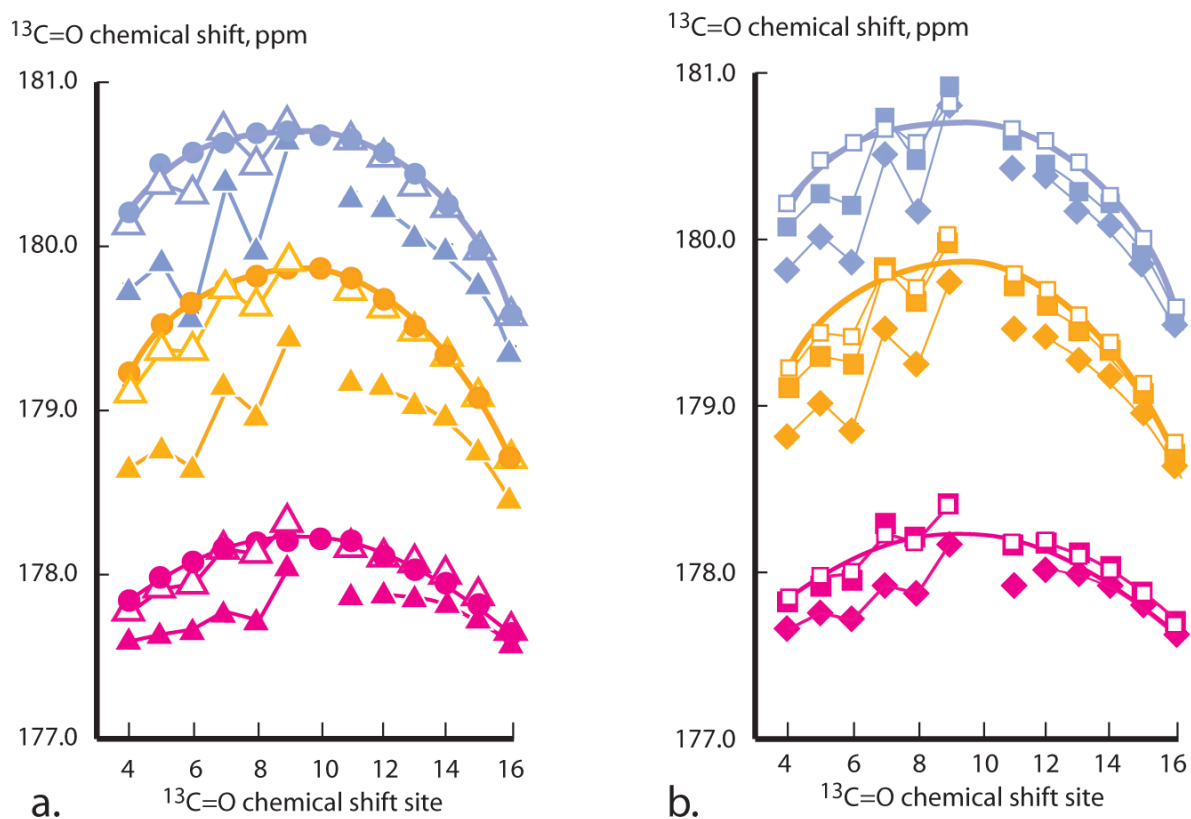 ¹³C=O chemical shift, ppm
181.0
180.0
179.0
178.0
177.0
4 6 8 10 12 14 16
¹³C=O chemical shift site
a.
¹³C=O chemical shift, ppm
181.0
180.0
179.0
178.0
177.0
4 6 8 10 12 14 16
¹³C=O chemical shift site
b.